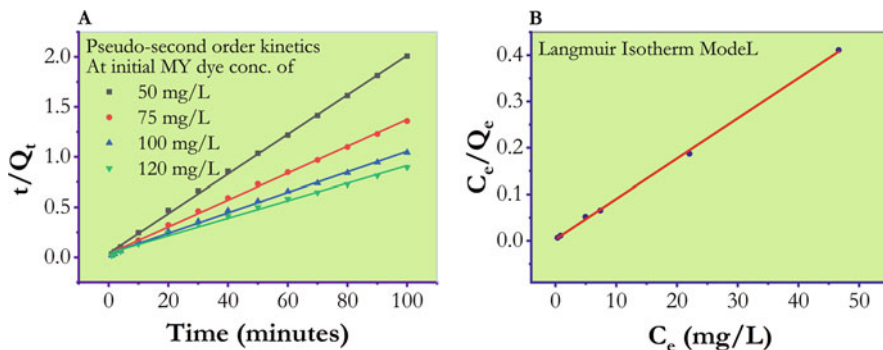 A
Pseudo-second order kinetics
At initial MY dye conc. of
50 mg/L
75 mg/L
100 mg/L
120 mg/L
t/Qₜ
2.0
1.5
1.0
0.5
0.0
0 20 40 60 80 100
Time (minutes)
B
Langmuir Isotherm ModeL
Cₑ/Qₑ
0.4
0.3
0.2
0.1
0.0
0 10 20 30 40 50
Cₑ (mg/L)